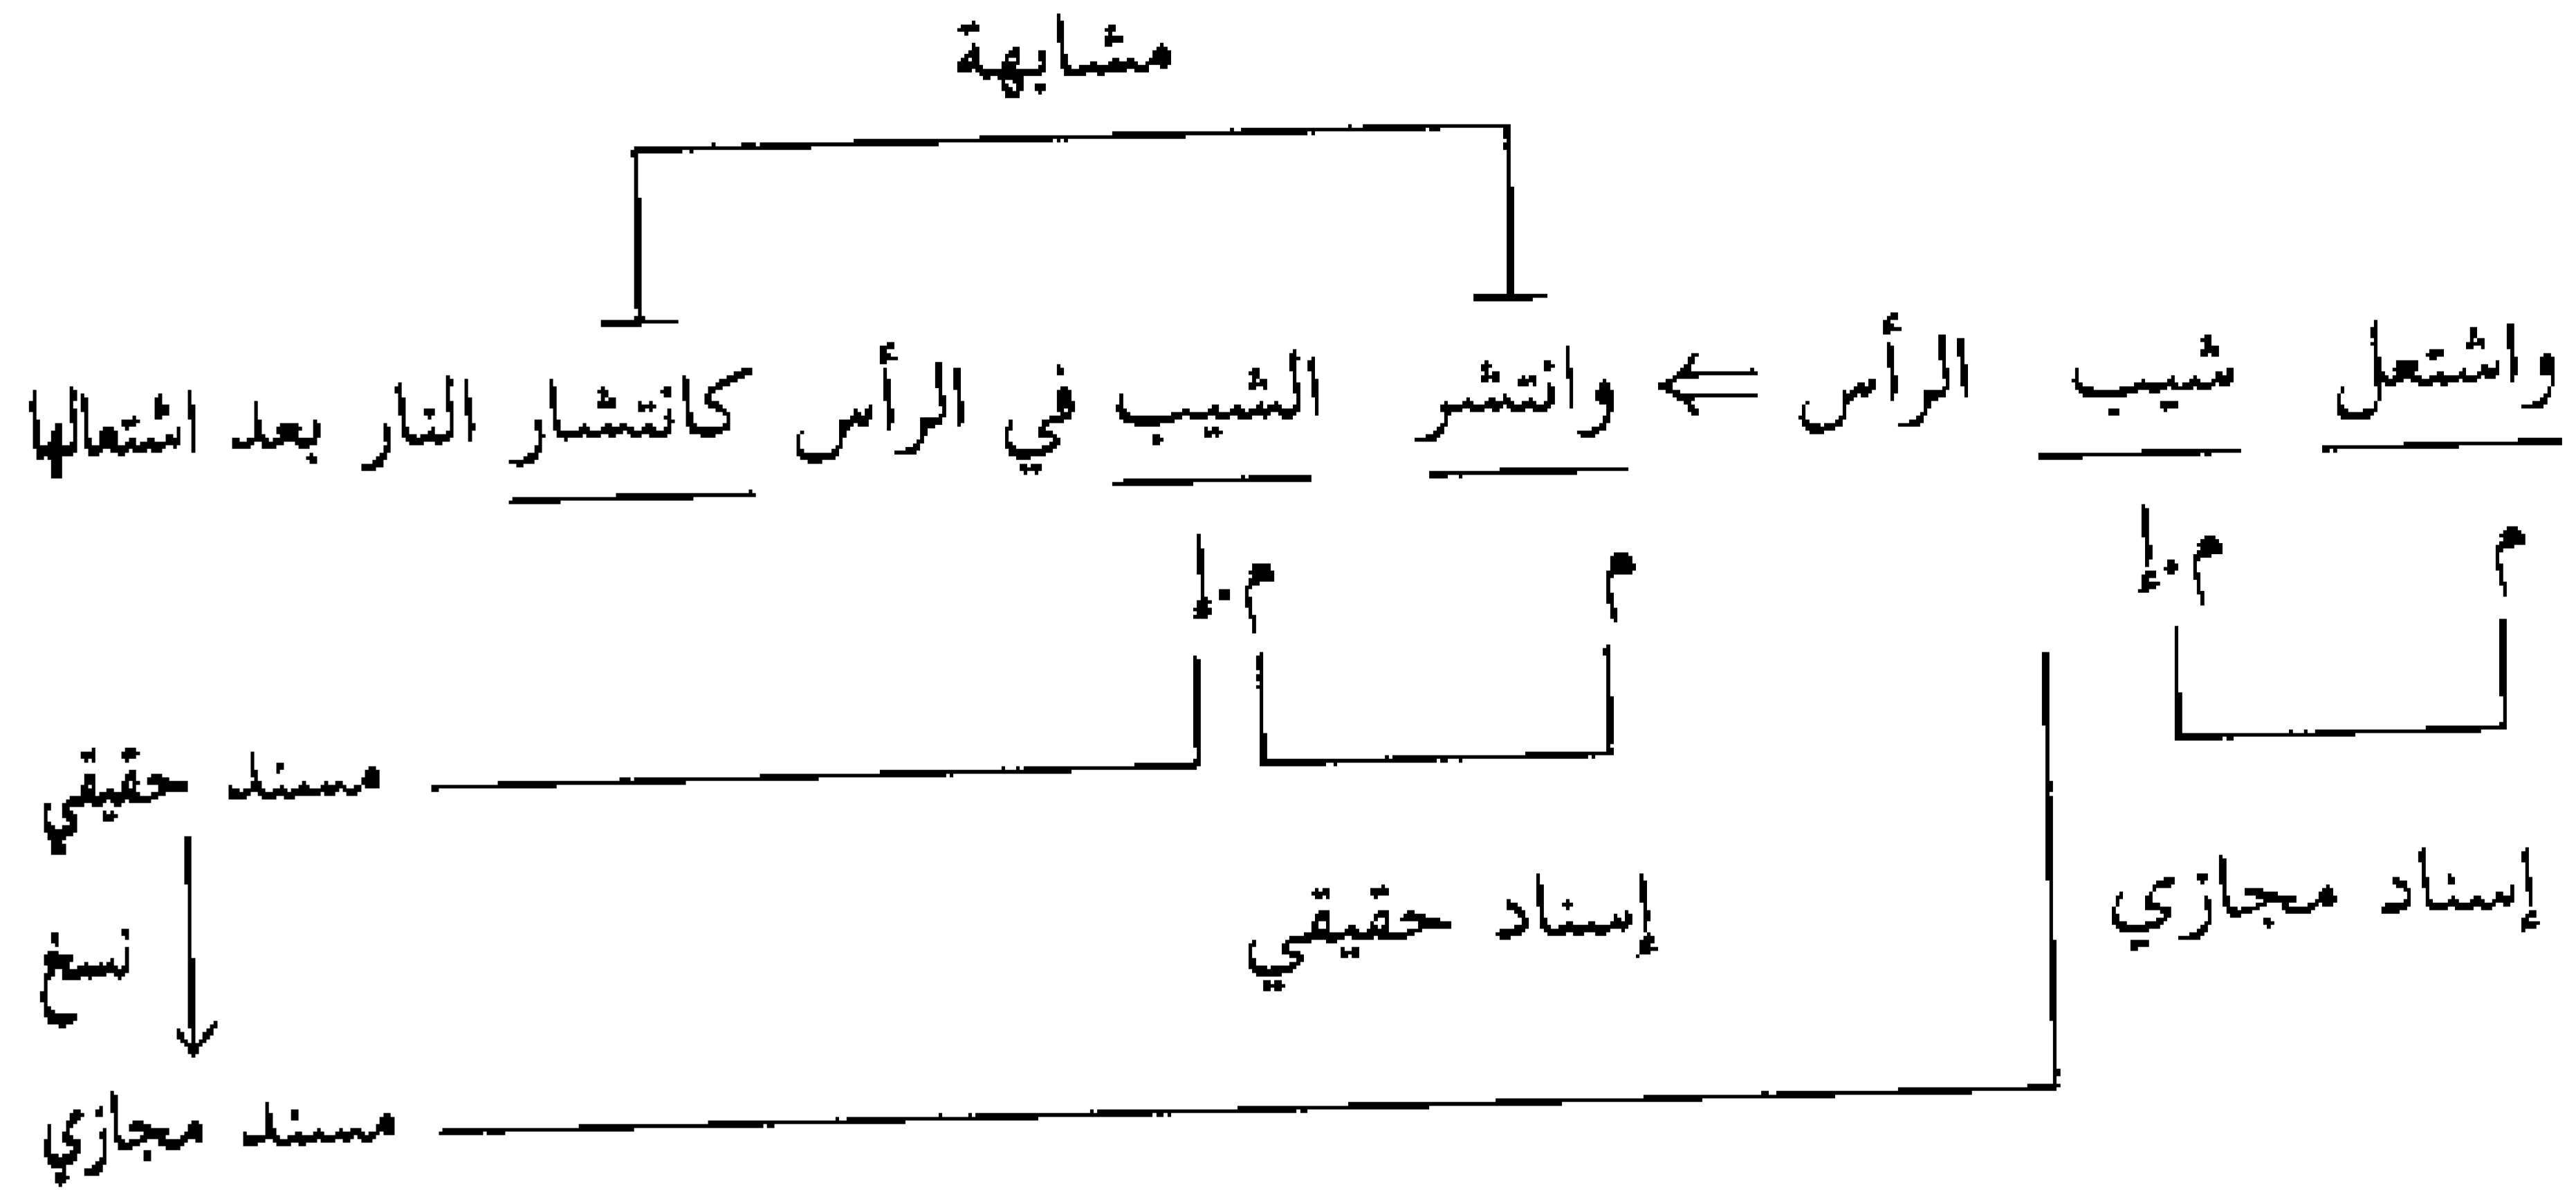 مشابهة
واشتعل شيب الرأس ⇐ وانتشر الشيب في الرأس كانتشار النار بعد اشتعالها
م م.إ م م.إ
مسند حقيقي
إسناد مجازي إسناد حقيقي نسغ
مسند مجازي